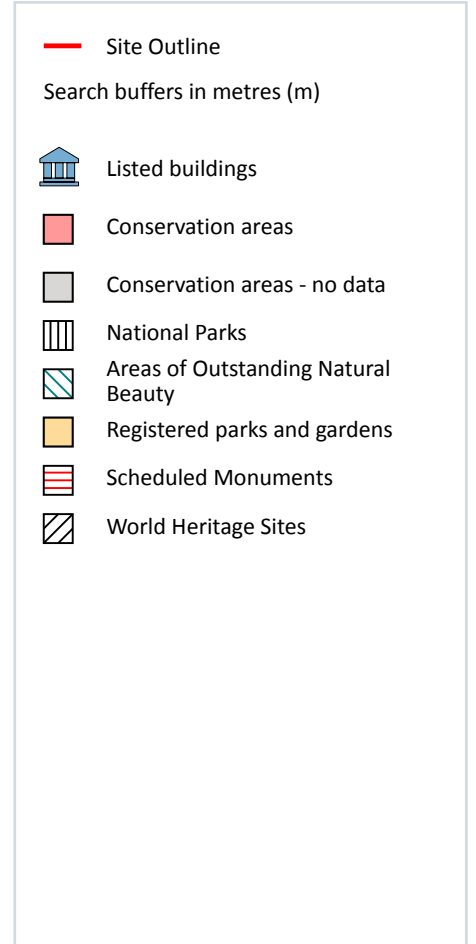 Site Outline
Search buffers in metres (m)
Listed buildings
Conservation areas
Conservation areas - no data
National Parks
Areas of Outstanding Natural
Beauty
Registered parks and gardens
Scheduled Monuments
World Heritage Sites